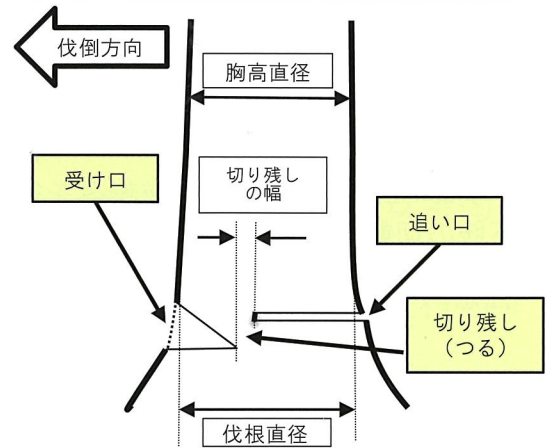 伐倒方向
胸高直径
受け口
切り残し
の幅
追い口
切り残し
（つる）
伐根直径